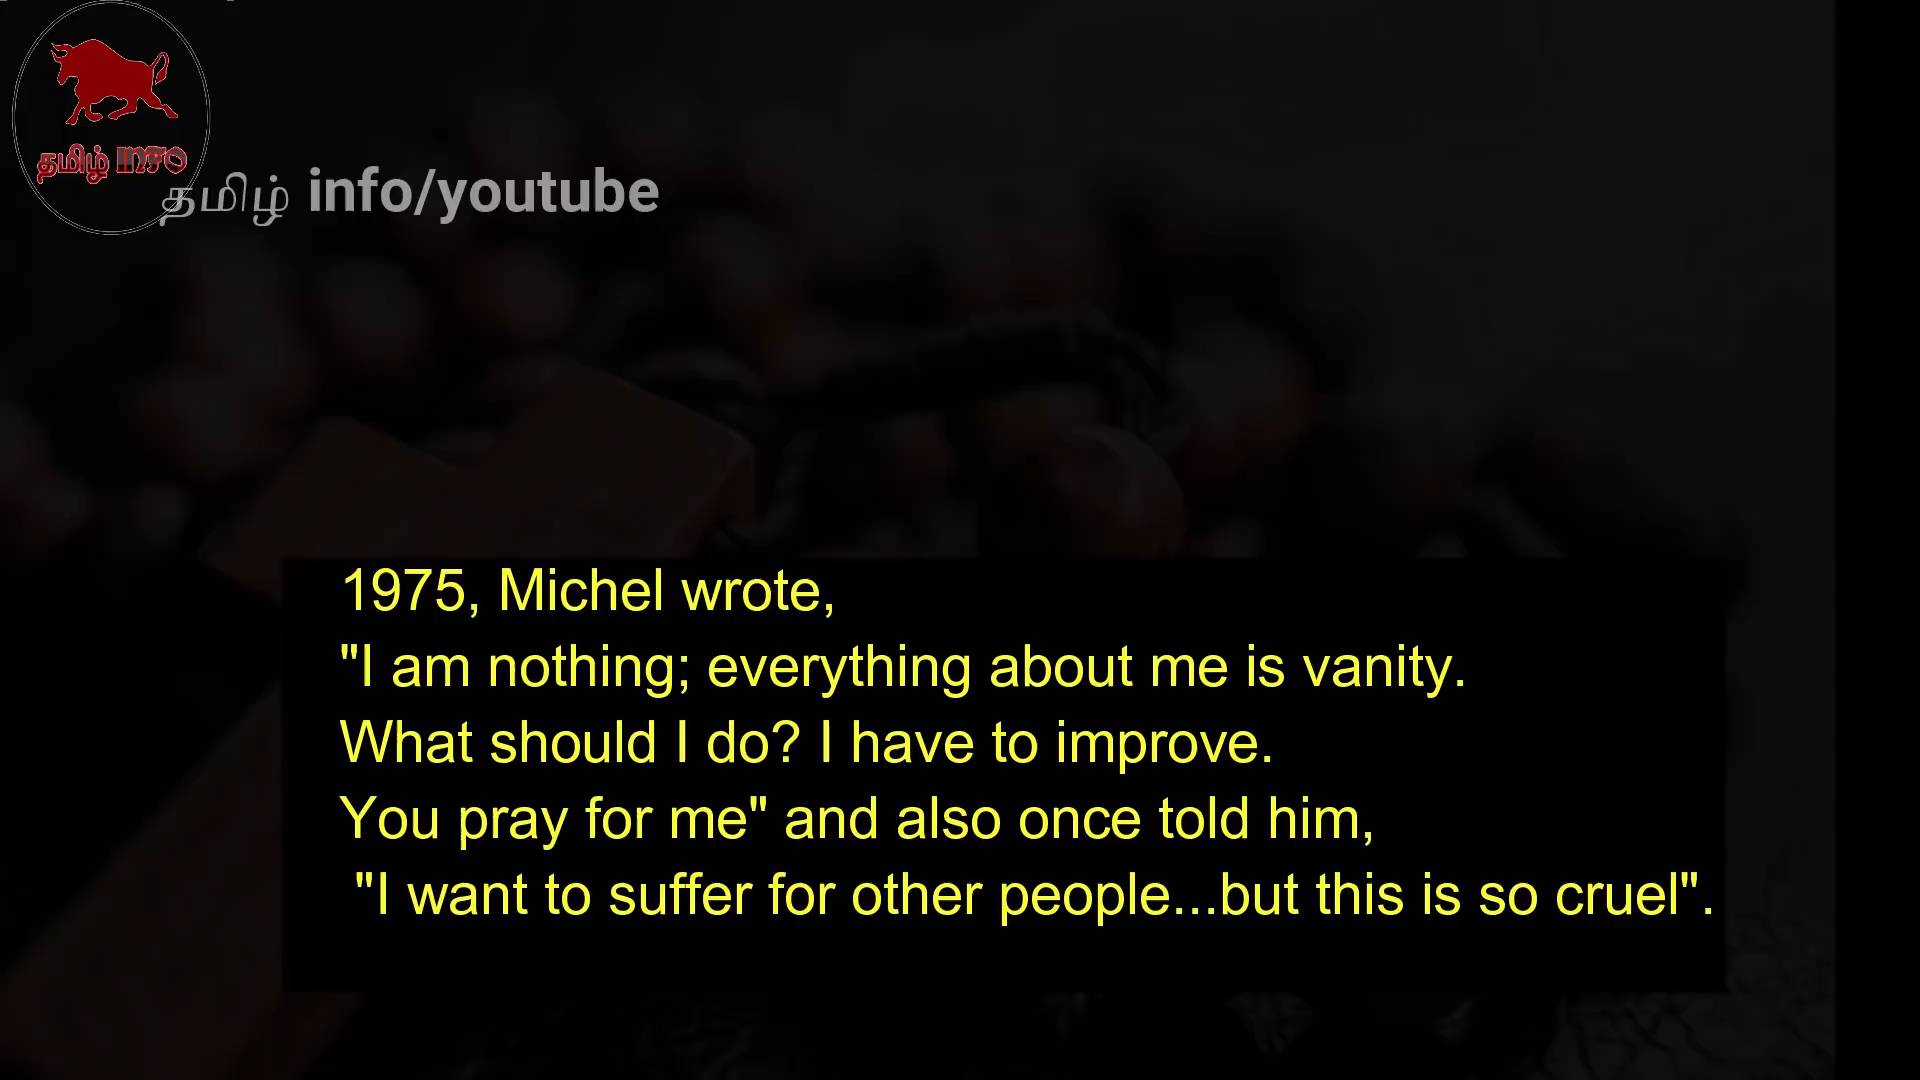 தமிழ் INFO
தமிழ் info/youtube
1975, Michel wrote,
"I am nothing; everything about me is vanity.
What should I do? I have to improve.
You pray for me" and also once told him,
"I want to suffer for other people...but this is so cruel".